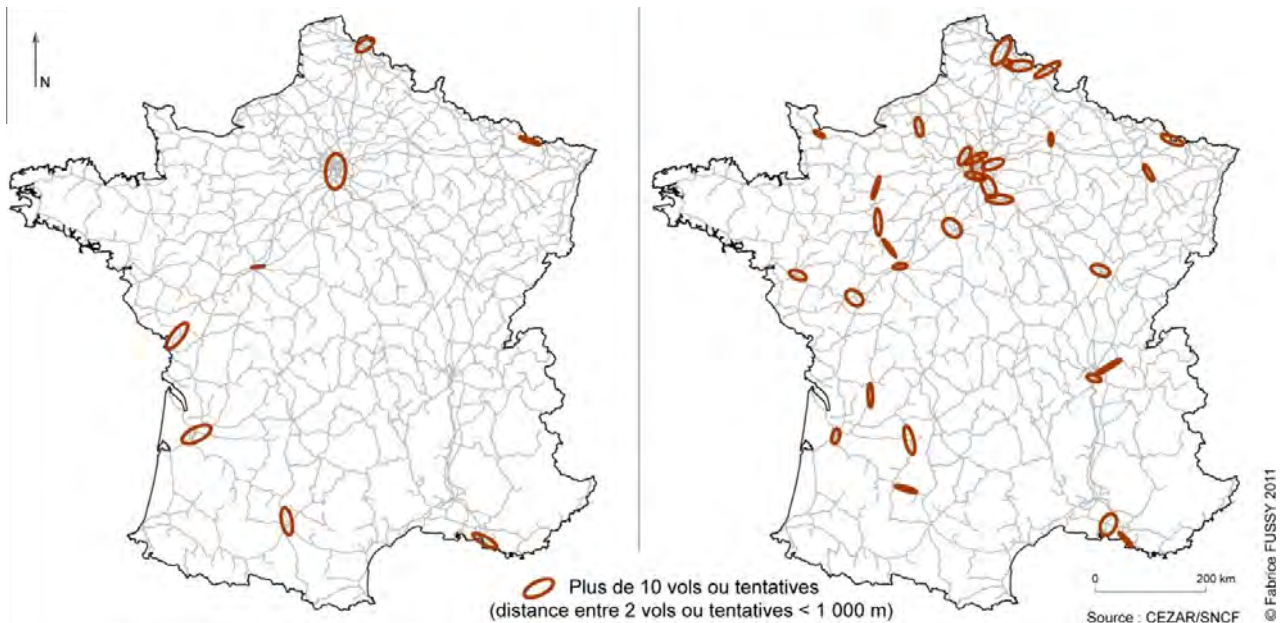 N
Plus de 10 vols ou tentatives
(distance entre 2 vols ou tentatives < 1 000 m)
0 200 km
Source : CEZAR/SNCF
© Fabrice FUSSY 2011